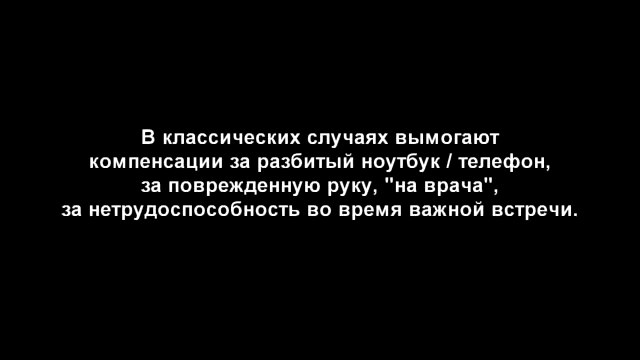 В классических случаях вымогают
компенсации за разбитый ноутбук / телефон,
за поврежденную руку, "на врача",
за нетрудоспособность во время важной встречи.